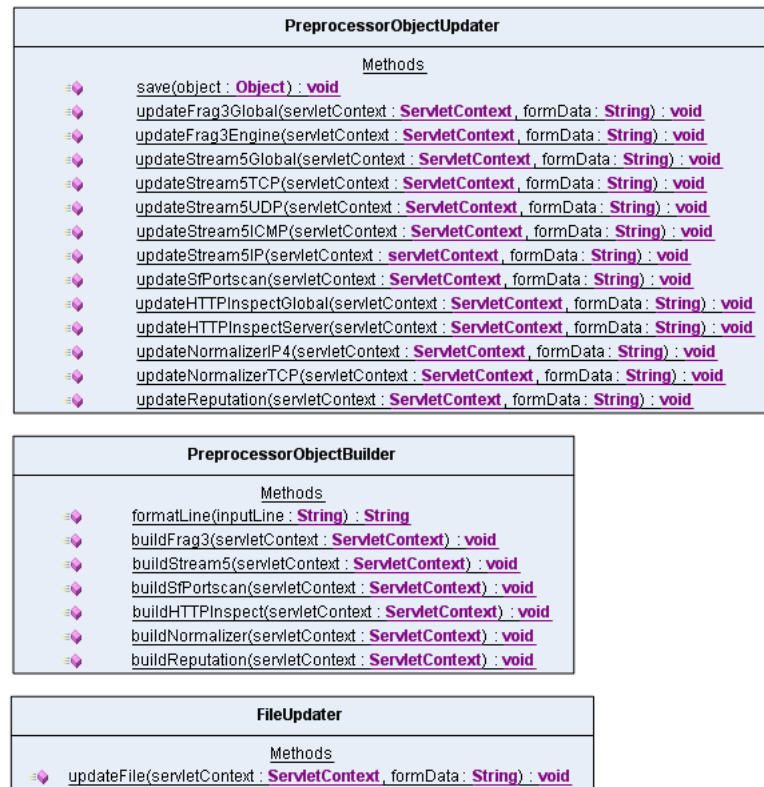 PreprocessorObjectUpdater
Methods
save(object : Object) : void
updateFrag3Global(servletContext : ServletContext, formData : String) : void
updateFrag3Engine(servletContext : ServletContext, formData : String) : void
updateStream5Global(servletContext : ServletContext, formData : String) : void
updateStream5TCP(servletContext : ServletContext, formData : String) : void
updateStream5UDP(servletContext : ServletContext, formData : String) : void
updateStream5ICMP(servletContext : ServletContext, formData : String) : void
updateStream5IP(servletContext : servletContext, formData : String) : void
updateSfPortscan(servletContext : ServletContext, formData : String) : void
updateHTTPInspectGlobal(servletContext : ServletContext, formData : String) : void
updateHTTPInspectServer(servletContext : ServletContext, formData : String) : void
updateNormalizerIP4(servletContext : ServletContext, formData : String) : void
updateNormalizerTCP(servletContext : ServletContext, formData : String) : void
updateReputation(servletContext : ServletContext, formData : String) : void
PreprocessorObjectBuilder
Methods
formatLine(inputLine : String) : String
buildFrag3(servletContext : ServletContext) : void
buildStream5(servletContext : ServletContext) : void
buildSfPortscan(servletContext : ServletContext) : void
buildHTTPInspect(servletContext : ServletContext) : void
buildNormalizer(servletContext : ServletContext) : void
buildReputation(servletContext : ServletContext) : void
FileUpdater
Methods
updateFile(servletContext : ServletContext, formData : String) : void